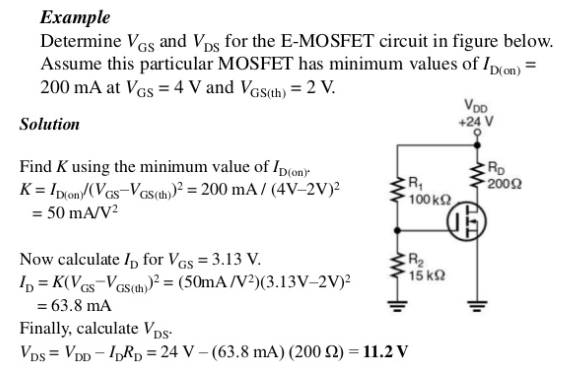 Example
Determine V_GS and V_DS for the E-MOSFET circuit in figure below.
Assume this particular MOSFET has minimum values of I_D(on) =
200 mA at V_GS = 4 V and V_GS(th) = 2 V.
Solution
Find K using the minimum value of I_D(on).
K = I_D(on)/(V_GS–V_GS(th))² = 200 mA / (4V–2V)²
= 50 mA/V²
Now calculate I_D for V_GS = 3.13 V.
I_D = K(V_GS–V_GS(th))² = (50mA /V²)(3.13V–2V)²
= 63.8 mA
Finally, calculate V_DS.
V_DS = V_DD – I_DR_D = 24 V – (63.8 mA) (200 Ω) = 11.2 V
V_DD
+24 V
R_D
200Ω
R₁
100kΩ
R₂
15 kΩ